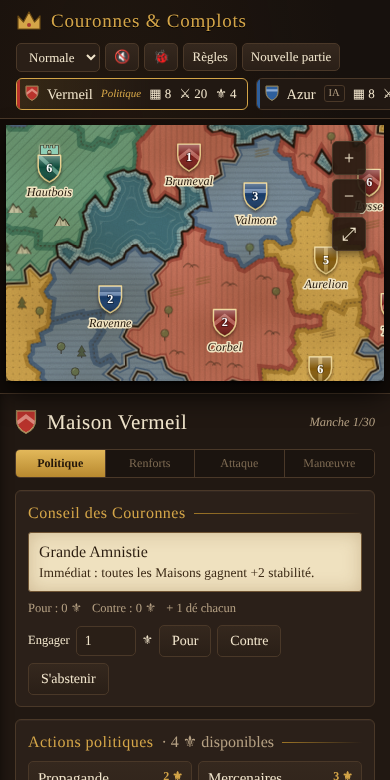 Couronnes & Complots
Normale Règles Nouvelle partie
Vermeil Politique 8 20 4 Azur IA 8
6 1 + 6
Hautbois Brumeval
3 −
Valmont
5
Aurelion
2 2
Ravenne Corbel
6
Maison Vermeil Manche 1/30
Politique Renforts Attaque Manœuvre
Conseil des Couronnes
Grande Amnistie
Immédiat : toutes les Maisons gagnent +2 stabilité.
Pour : 0 ⚜ Contre : 0 ⚜ + 1 dé chacun
Engager 1 ⚜ Pour Contre
S'abstenir
Actions politiques · 4 ⚜ disponibles
Propagande 2 ⚜ Mercenaires 3 ⚜